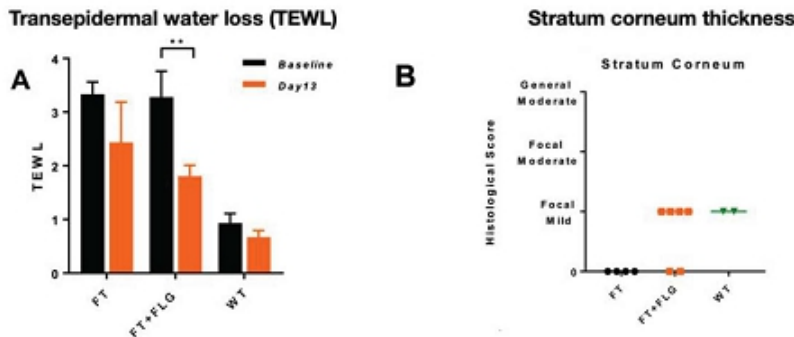 Transepidermal water loss (TEWL)
Stratum corneum thickness
A
**
Baseline
Day13
TEWL
4
3
2
1
0
FT
FT+FLG
WT
B
Stratum Corneum
Histological Score
General
Moderate
Focal
Moderate
Focal
Mild
0
FT
FT+FLG
WT